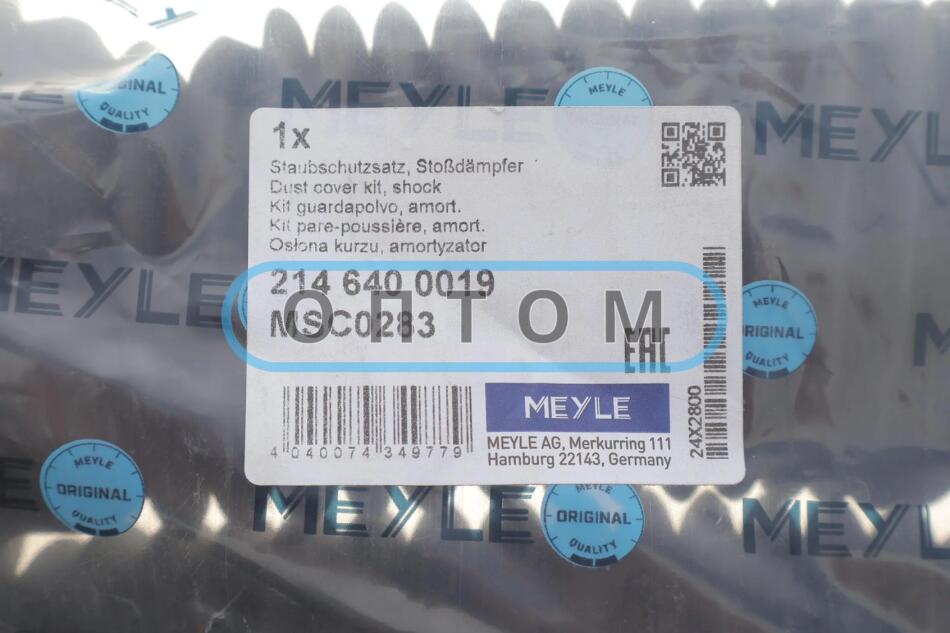 ORIGINAL
QUALITY
MEYLE
MEYLE
MEYLE
1x
Staubschutzsatz, Stoßdämpfer
Dust cover kit, shock
Kit guardapolvo, amort.
Kit pare-poussière, amort.
Osłona kurzu, amortyzator
214 640 0019
MSC0283
ОПТОМ
EAC
MEYLE
MEYLE AG, Merkurring 111
Hamburg 22143, Germany
24X2800
4 040074 349779
MEYLE
MEYLE
ORIGINAL
QUALITY
MEYLE
ORIGINAL
QUALITY
MEYLE
MEYLE
ORIGINAL
QUALITY
MEYLE